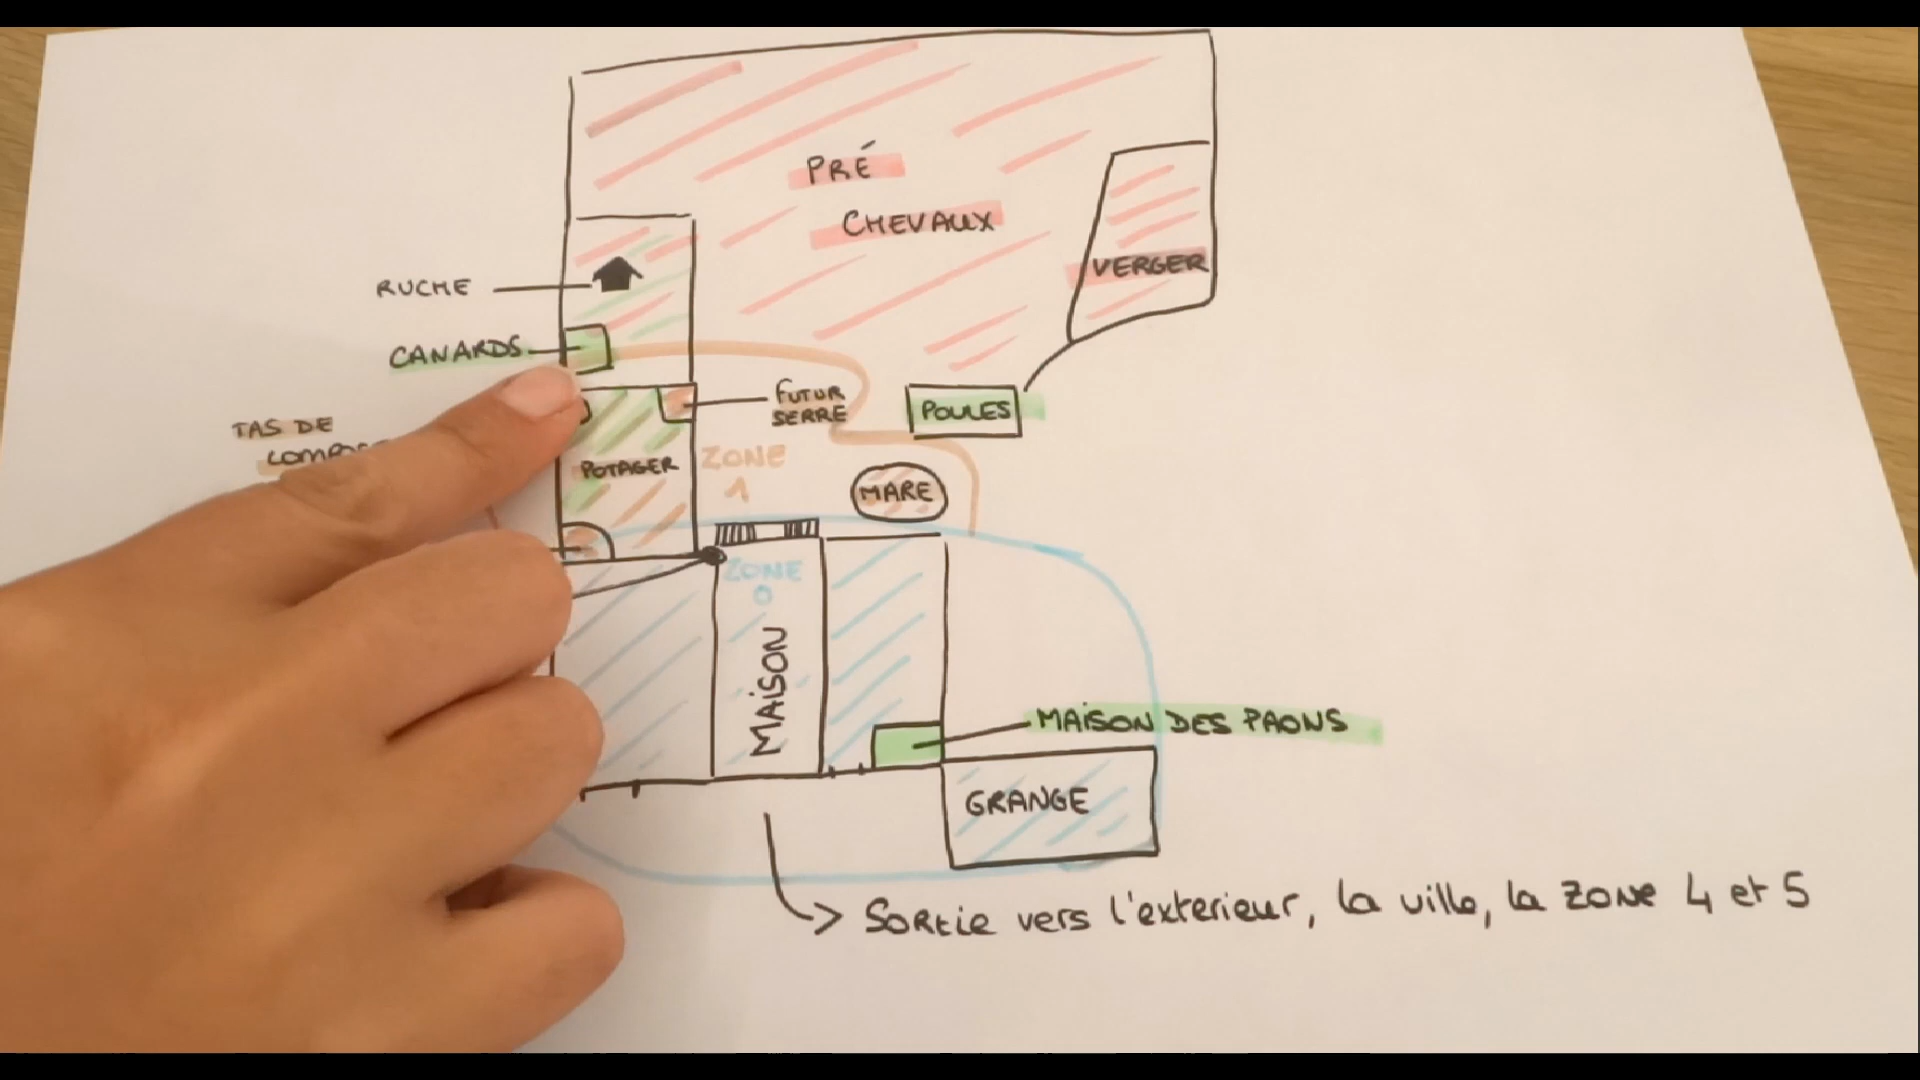 PRÉ
CHEVAUX
VERGER
RUCHE
CANARDS
FUTUR
SERRE
POULES
TAS DE
POTAGER
ZONE
1
MARE
ZONE
0
MAISON
MAISON DES PAONS
GRANGE
-> Sortie vers l'exterieur, la ville, la zone 4 et 5